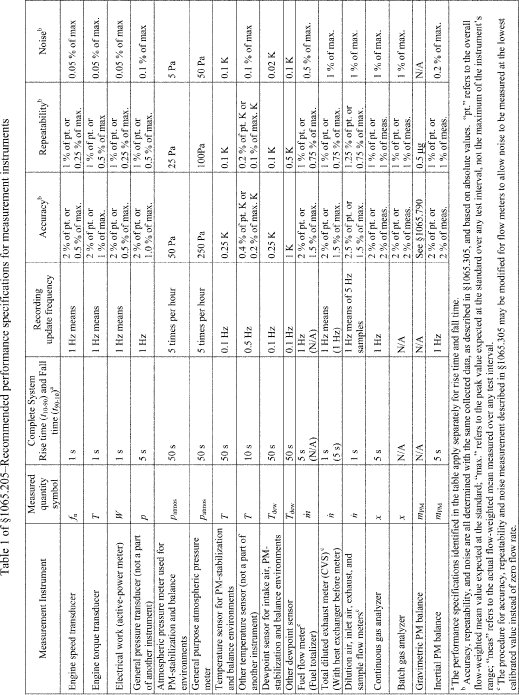 Table 1 of §1065.205–Recommended performance specifications for measurement instruments
Measurement Instrument | Measured quantity symbol | Complete System Rise time (t10-90) and Fall time (t90-10)a | Recording update frequency | Accuracyb | Repeatabilityb | Noiseb
Engine speed transducer | fn | 1 s | 1 Hz means | 2 % of pt. or 0.5 % of max. | 1 % of pt. or 0.25 % of max. | 0.05 % of max
Engine torque transducer | T | 1 s | 1 Hz means | 2 % of pt. or 1 % of max. | 1 % of pt. or 0.5 % of max | 0.05 % of max.
Electrical work (active-power meter) | W | 1 s | 1 Hz means | 2 % of pt. or 0.5 % of max. | 1 % of pt. or 0.25 % of max. | 0.05 % of max
General pressure transducer (not a part of another instrument) | p | 5 s | 1 Hz | 2 % of pt. or 1.0 % of max. | 1 % of pt. or 0.5 % of max. | 0.1 % of max
Atmospheric pressure meter used for PM-stabilization and balance environments | patmos | 50 s | 5 times per hour | 50 Pa | 25 Pa | 5 Pa
General purpose atmospheric pressure meter | patmos | 50 s | 5 times per hour | 250 Pa | 100Pa | 50 Pa
Temperature sensor for PM-stabilization and balance environments | T | 50 s | 0.1 Hz | 0.25 K | 0.1 K | 0.1 K
Other temperature sensor (not a part of another instrument) | T | 10 s | 0.5 Hz | 0.4 % of pt. K or 0.2 % of max. K | 0.2 % of pt. K or 0.1 % of max. K | 0.1 % of max
Dewpoint sensor for intake air, PM-stabilization and balance environments | Tdew | 50 s | 0.1 Hz | 0.25 K | 0.1 K | 0.02 K
Other dewpoint sensor | Tdew | 50 s | 0.1 Hz | 1 K | 0.5 K | 0.1 K
Fuel flow meterc (Fuel totalizer) | ṁ | 5 s (N/A) | 1 Hz (N/A) | 2 % of pt. or 1.5 % of max. | 1 % of pt. or 0.75 % of max. | 0.5 % of max.
Total diluted exhaust meter (CVS)c (With heat exchanger before meter) | ṅ | 1 s (5 s) | 1 Hz means (1 Hz) | 2 % of pt. or 1.5 % of max. | 1 % of pt. or 0.75 % of max. | 1 % of max.
Dilution air, inlet air, exhaust, and sample flow metersc | ṅ | 1 s | 1 Hz means of 5 Hz samples | 2.5 % of pt. or 1.5 % of max. | 1.25 % of pt. or 0.75 % of max. | 1 % of max.
Continuous gas analyzer | x | 5 s | 1 Hz | 2 % of pt. or 2 % of meas. | 1 % of pt. or 1 % of meas. | 1 % of max.
Batch gas analyzer | x | N/A | N/A | 2 % of pt. or 2 % of meas. | 1 % of pt. or 1 % of meas. | 1 % of max.
Gravimetric PM balance | mPM | N/A | N/A | See §1065.790 | 0.5 µg | N/A
Inertial PM balance | mPM | 5 s | 1 Hz | 2 % of pt. or 2 % of meas. | 1 % of pt. or 1 % of meas. | 0.2 % of max.
a The performance specifications identified in the table apply separately for rise time and fall time.
b Accuracy, repeatability, and noise are all determined with the same collected data, as described in §1065.305, and based on absolute values. “pt.” refers to the overall
flow-weighted mean value expected at the standard; “max.” refers to the peak value expected at the standard over any test interval, not the maximum of the instrument's
range; “meas” refers to the actual flow-weighted mean measured over any test interval.
c The procedure for accuracy, repeatability and noise measurement described in §1065.305 may be modified for flow meters to allow noise to be measured at the lowest
calibrated value instead of zero flow rate.